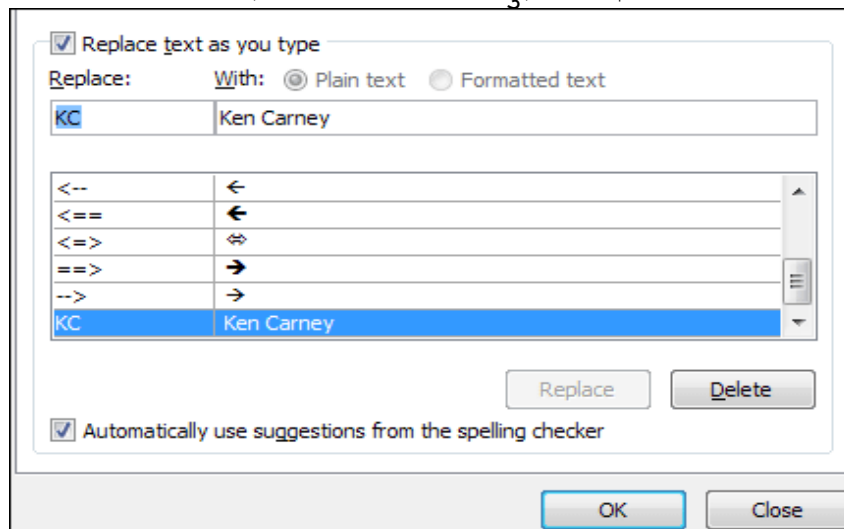 Replace text as you type
Replace: With: Plain text Formatted text
KC Ken Carney
<-- ←
<== 🡸
<=> ⇔
==> ➔
--> →
KC Ken Carney
Replace Delete
Automatically use suggestions from the spelling checker
OK Close